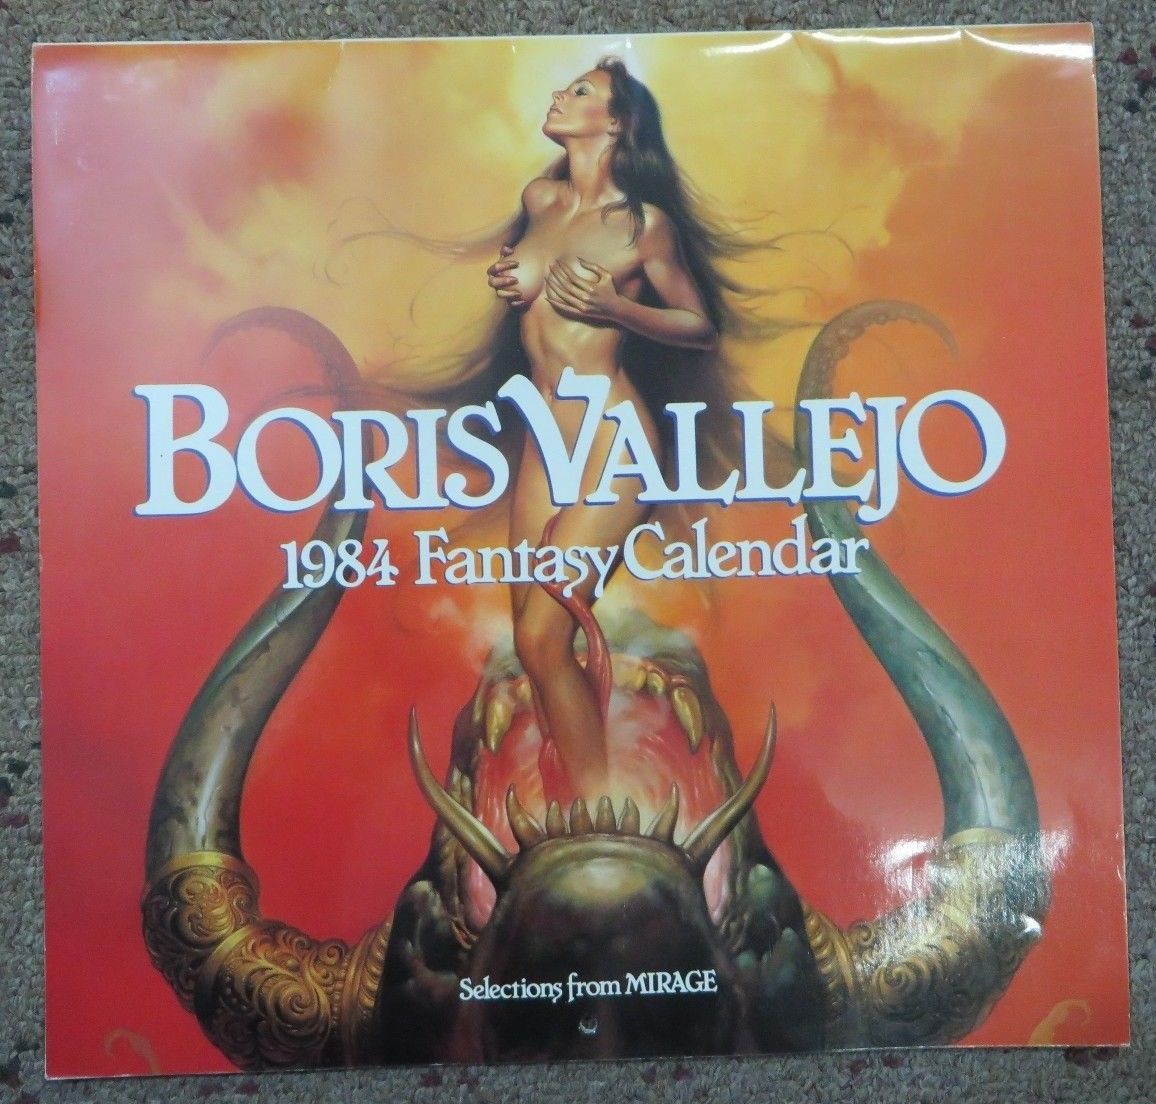 BORIS VALLEJO
1984 Fantasy Calendar
Selections from MIRAGE